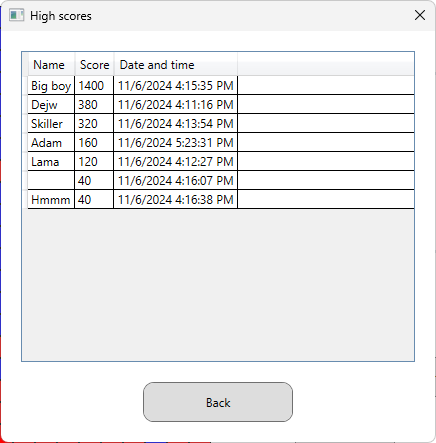 High scores
Name Score Date and time
Big boy 1400 11/6/2024 4:15:35 PM
Dejw 380 11/6/2024 4:11:16 PM
Skiller 320 11/6/2024 4:13:54 PM
Adam 160 11/6/2024 5:23:31 PM
Lama 120 11/6/2024 4:12:27 PM
40 11/6/2024 4:16:07 PM
Hmmm 40 11/6/2024 4:16:38 PM
Back